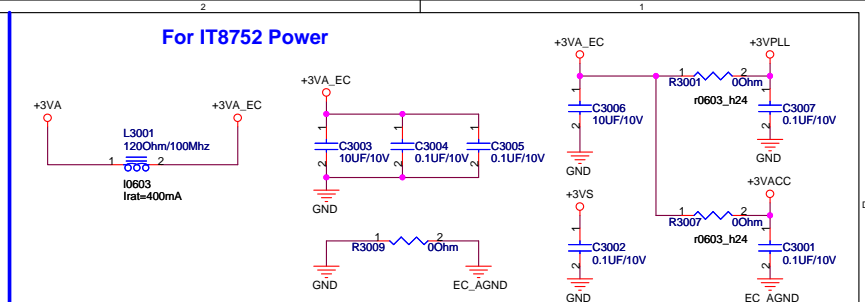 2
1
For IT8752 Power
+3VA
+3VA_EC
L3001
120Ohm/100Mhz
1
2
l0603
Irat=400mA
+3VA_EC
1
2
C3003
10UF/10V
1
2
C3004
0.1UF/10V
1
2
C3005
0.1UF/10V
GND
1
2
R3009
0Ohm
GND
EC_AGND
+3VA_EC
+3VPLL
1
2
R3001
0Ohm
r0603_h24
1
2
C3006
10UF/10V
1
2
C3007
0.1UF/10V
GND
GND
+3VACC
+3VS
1
2
R3007
0Ohm
r0603_h24
1
2
C3002
0.1UF/10V
1
2
C3001
0.1UF/10V
GND
EC_AGND
D